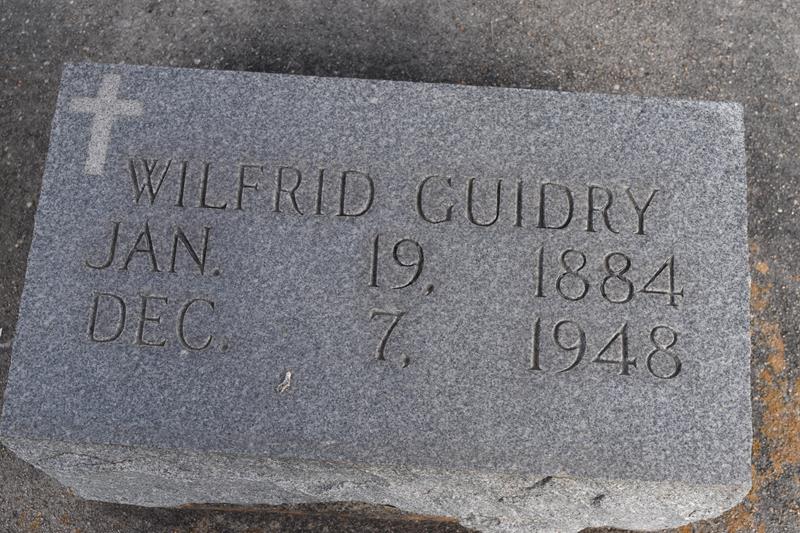 WILFRID GUIDRY
JAN. 19, 1884
DEC. 7, 1948